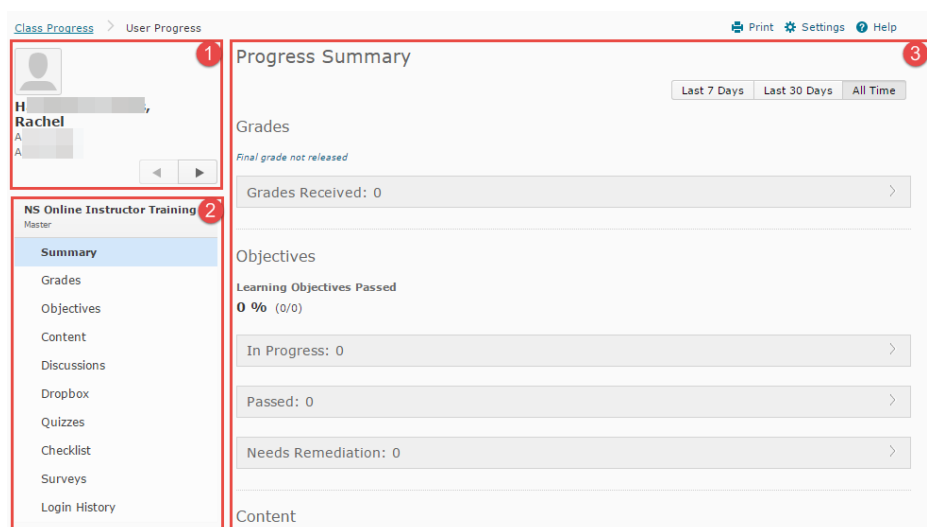 Class Progress > User Progress
Print Settings Help
1
H ,
Rachel
A
A
2
NS Online Instructor Training
Master
Summary
Grades
Objectives
Content
Discussions
Dropbox
Quizzes
Checklist
Surveys
Login History
3
Progress Summary
Last 7 Days Last 30 Days All Time
Grades
Final grade not released
Grades Received: 0
Objectives
Learning Objectives Passed
0 % (0/0)
In Progress: 0
Passed: 0
Needs Remediation: 0
Content